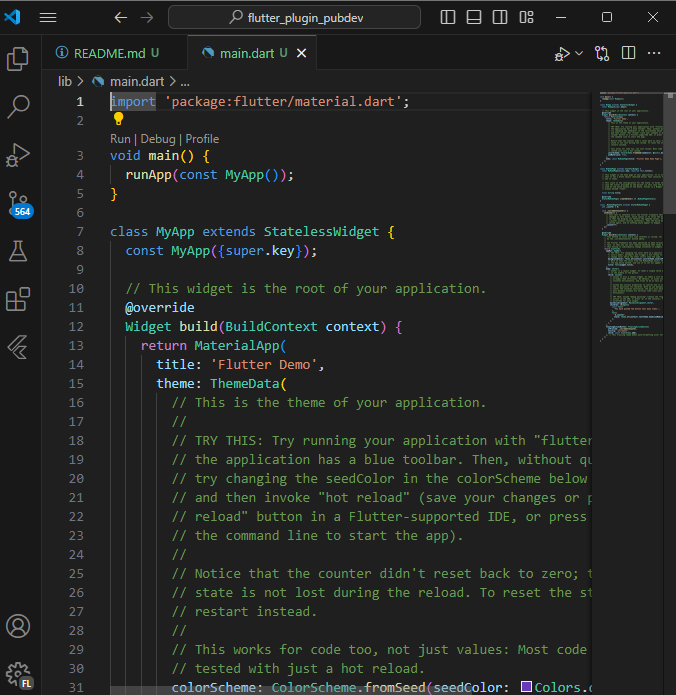 flutter_plugin_pubdev
README.md U
main.dart U
lib > main.dart > ...
1 import 'package:flutter/material.dart';
2
Run | Debug | Profile
3 void main() {
4 runApp(const MyApp());
5 }
6
7 class MyApp extends StatelessWidget {
8 const MyApp({super.key});
9
10 // This widget is the root of your application.
11 @override
12 Widget build(BuildContext context) {
13 return MaterialApp(
14 title: 'Flutter Demo',
15 theme: ThemeData(
16 // This is the theme of your application.
17 //
18 // TRY THIS: Try running your application with "flutter
19 // the application has a blue toolbar. Then, without qu
20 // try changing the seedColor in the colorScheme below
21 // and then invoke "hot reload" (save your changes or p
22 // reload" button in a Flutter-supported IDE, or press
23 // the command line to start the app).
24 //
25 // Notice that the counter didn't reset back to zero; t
26 // state is not lost during the reload. To reset the st
27 // restart instead.
28 //
29 // This works for code too, not just values: Most code
30 // tested with just a hot reload.
31 colorScheme: ColorScheme.fromSeed(seedColor: Colors.
564
FL